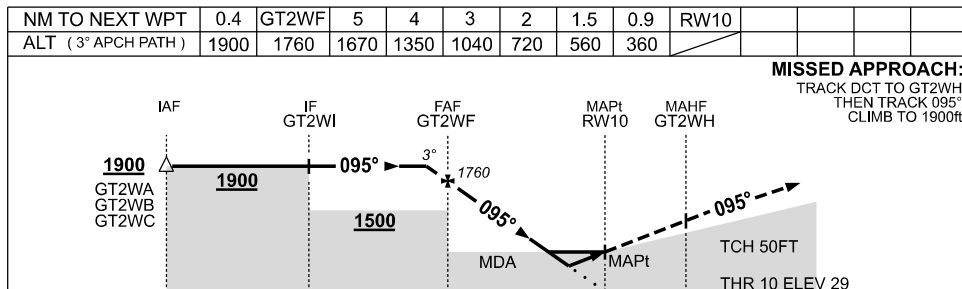 NM TO NEXT WPT 0.4 GT2WF 5 4 3 2 1.5 0.9 RW10
ALT ( 3° APCH PATH ) 1900 1760 1670 1350 1040 720 560 360
MISSED APPROACH:
TRACK DCT TO GT2WH
THEN TRACK 095°
CLIMB TO 1900ft
IAF IF FAF MAPt MAHF
GT2WI GT2WF RW10 GT2WH
1900 095° 3° 1760
GT2WA
GT2WB
GT2WC
1900
1500
095°
095°
MDA MAPt
TCH 50FT
THR 10 ELEV 29